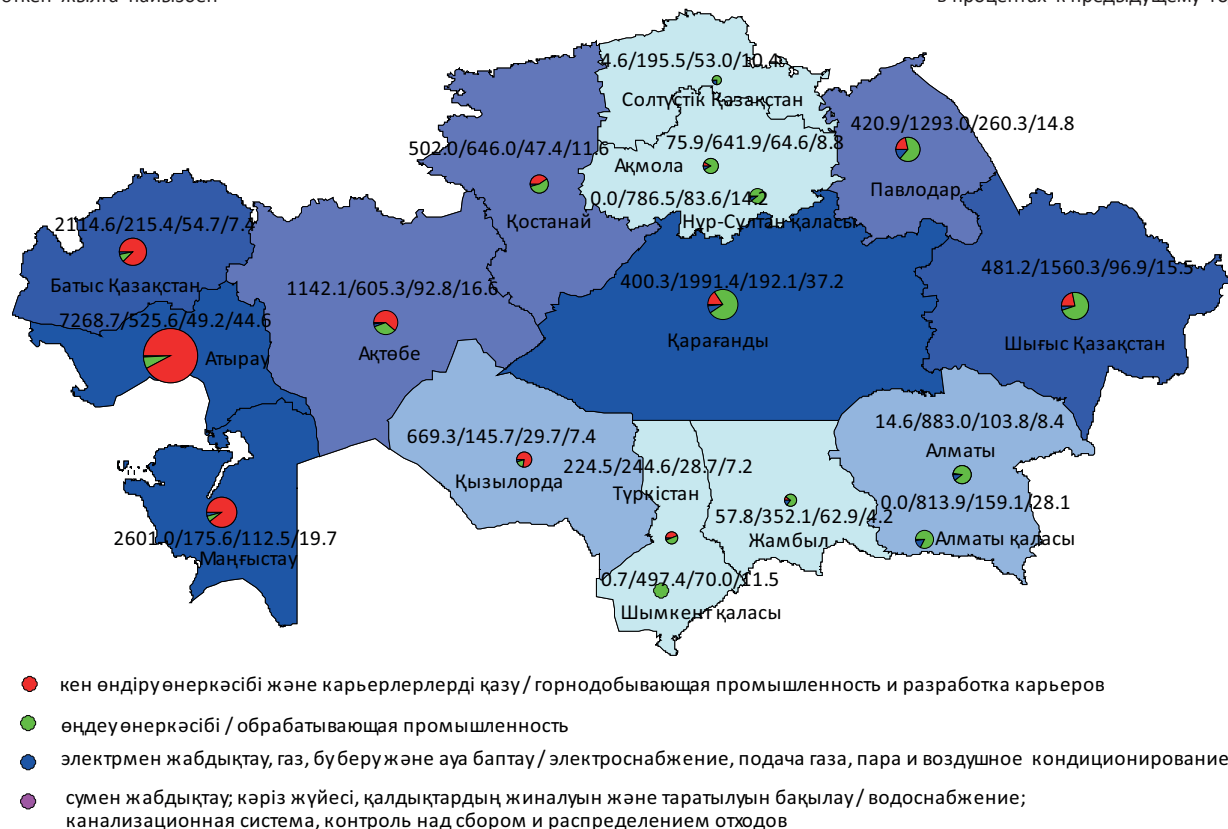 в процентах к предыдущему
4.6/195.5/53.0/10.4
Солтүстік Қазақстан
420.9/1293.0/260.3/14.8
Павлодар
502.0/646.0/47.4/11.6
Қостанай
75.9/641.9/64.6/8.8
Ақмола
0.0/786.5/83.6/14.2
Нұр-Сұлтан қаласы
2114.6/215.4/54.7/7.4
Батыс Қазақстан
1142.1/605.3/92.8/16.6
Ақтөбе
400.3/1991.4/192.1/37.2
Қарағанды
481.2/1560.3/96.9/15.5
Шығыс Қазақстан
7268.7/525.6/49.2/44.6
Атырау
669.3/145.7/29.7/7.4
Қызылорда
224.5/244.6/28.7/7.2
Түркістан
14.6/883.0/103.8/8.4
Алматы
0.0/813.9/159.1/28.1
Алматы қаласы
57.8/352.1/62.9/4.2
Жамбыл
2601.0/175.6/112.5/19.7
Маңғыстау
0.7/497.4/70.0/11.5
Шымкент қаласы
кен өндіру өнеркәсібі және карьерлерлерді қазу / горнодобывающая промышленность и разработка карьеров
өңдеу өнеркәсібі / обрабатывающая промышленность
электрмен жабдықтау, газ, бу беру және ауа баптау / электроснабжение, подача газа, пара и воздушное кондиционирование
сумен жабдықтау; кәріз жүйесі, қалдықтардың жиналуын және таратылуын бақылау / водоснабжение;
канализационная система, контроль над сбором и распределением отходов